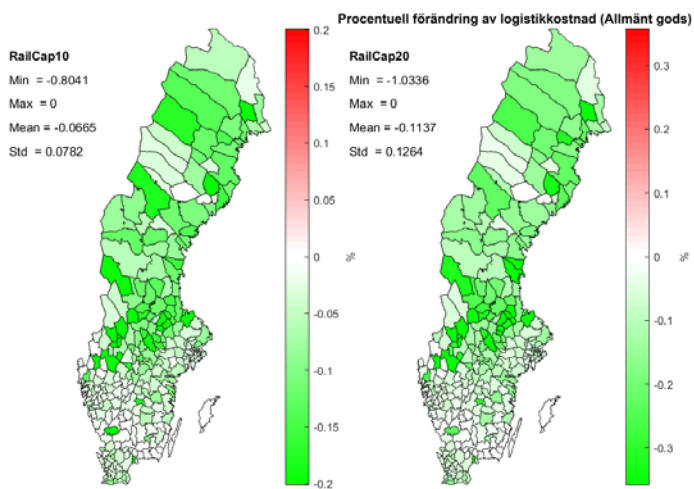 Procentuell förändring av logistikkostnad (Allmänt gods)
RailCap10
Min = -0.8041
Max = 0
Mean = -0.0665
Std = 0.0782
0.2
0.15
0.1
0.05
0
-0.05
-0.1
-0.15
-0.2
%
RailCap20
Min = -1.0336
Max = 0
Mean = -0.1137
Std = 0.1264
0.3
0.2
0.1
0
-0.1
-0.2
-0.3
%